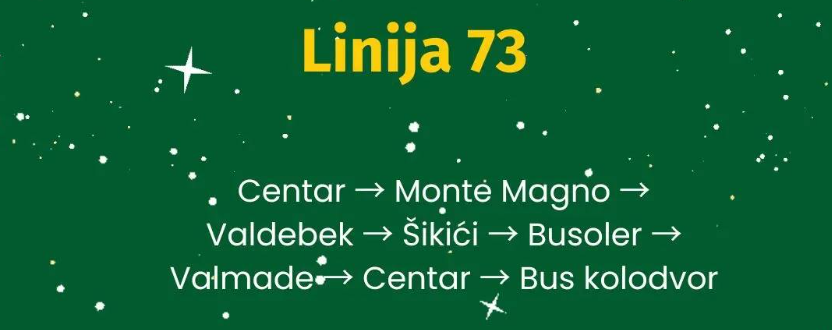 Linija 73
Centar → Monte Magno →
Valdebek → Šikići → Busoler →
Valmade → Centar → Bus kolodvor